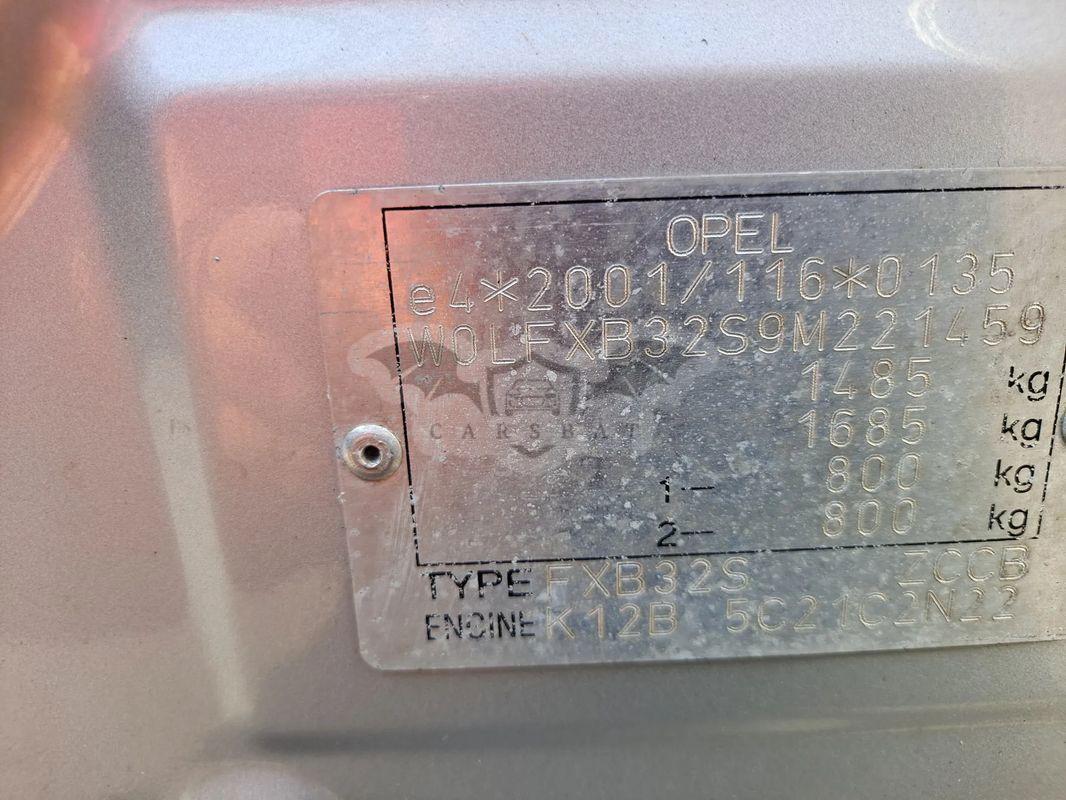 OPEL
e4*2001/116*0135
W0LFXB32S9M221459
1485 kg
1685 kg
1- 800 kg
2- 800 kg
TYPE FXB32S ZCCB
ENGINE K12B 5C21C2N22
CARSBAT